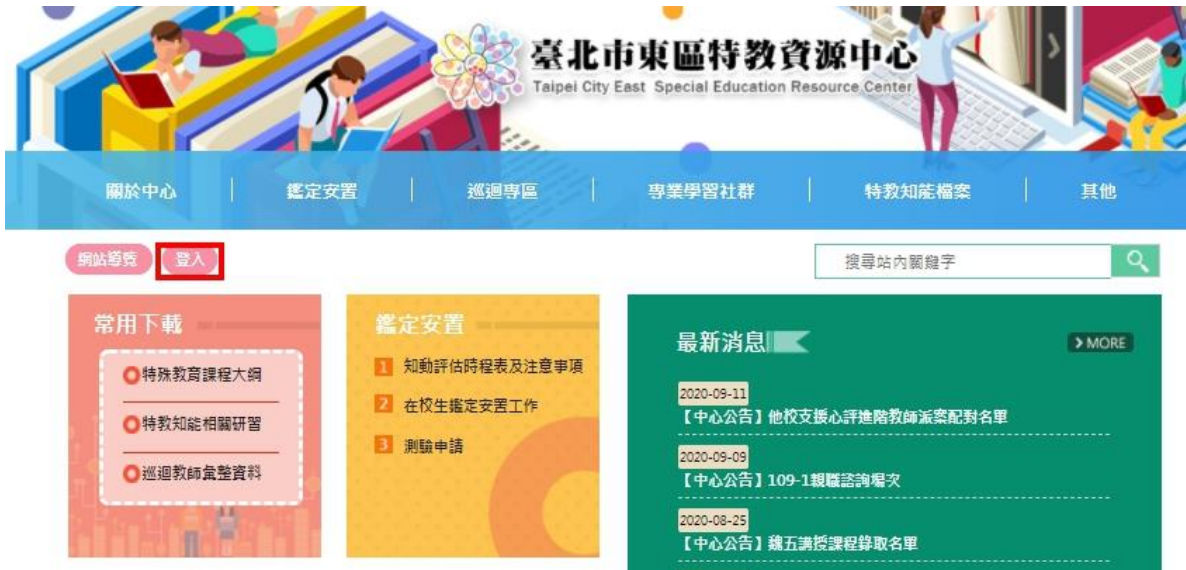 臺北市東區特教資源中心
Taipei City East Special Education Resource Center
關於中心
鑑定安置
巡迴專區
專業學習社群
特教知能檔案
其他
網站導覽
登入
搜尋站內關鍵字
常用下載
特殊教育課程大綱
特教知能相關研習
巡迴教師彙整資料
鑑定安置
1 知動評估時程表及注意事項
2 在校生鑑定安置工作
3 測驗申請
最新消息
MORE
2020-09-11
【中心公告】他校支援心評進階教師派案配對名單
2020-09-09
【中心公告】109-1親職諮詢場次
2020-08-25
【中心公告】魏五講授課程錄取名單